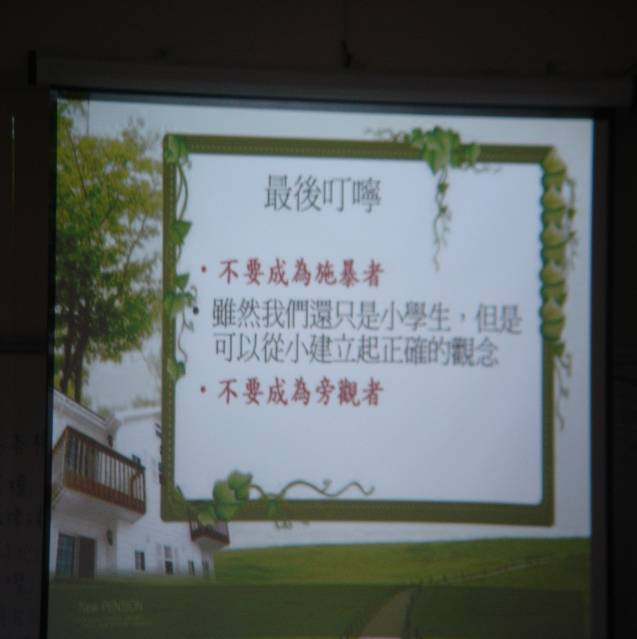 最後叮嚀
• 不要成為施暴者
• 雖然我們還只是小學生，但是
可以從小建立起正確的觀念
• 不要成為旁觀者
New PENSION